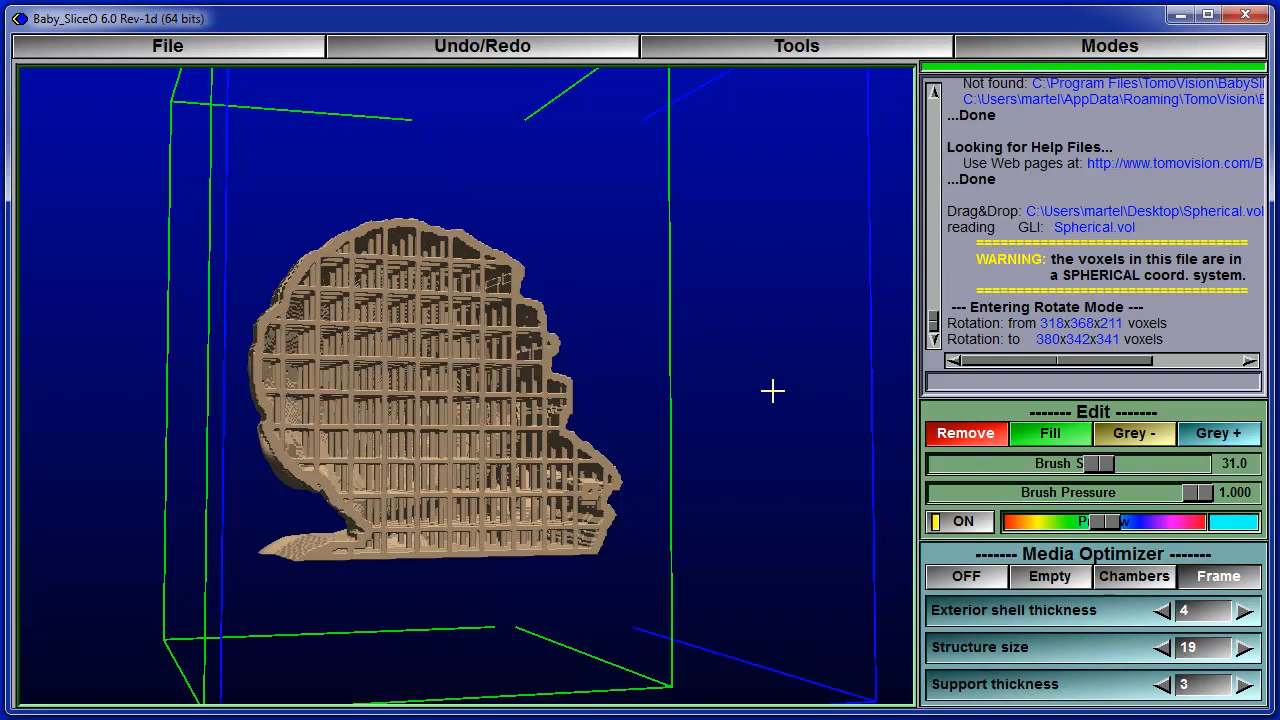 Baby_SliceO 6.0 Rev-1d (64 bits)
File Undo/Redo Tools Modes
Not found: C:\Program Files\TomoVision\BabySli
C:\Users\martel\AppData\Roaming\TomoVision\B
...Done
Looking for Help Files...
Use Web pages at: http://www.tomovision.com/B
...Done
Drag&Drop: C:\Users\martel\Desktop\Spherical.vol
reading GLI: Spherical.vol
==================================
WARNING: the voxels in this file are in
a SPHERICAL coord. system.
==================================
--- Entering Rotate Mode ---
Rotation: from 318x368x211 voxels
Rotation: to 380x342x341 voxels
------- Edit -------
Remove Fill Grey - Grey +
Brush S 31.0
Brush Pressure 1.000
ON P w
------- Media Optimizer -------
OFF Empty Chambers Frame
Exterior shell thickness 4
Structure size 19
Support thickness 3